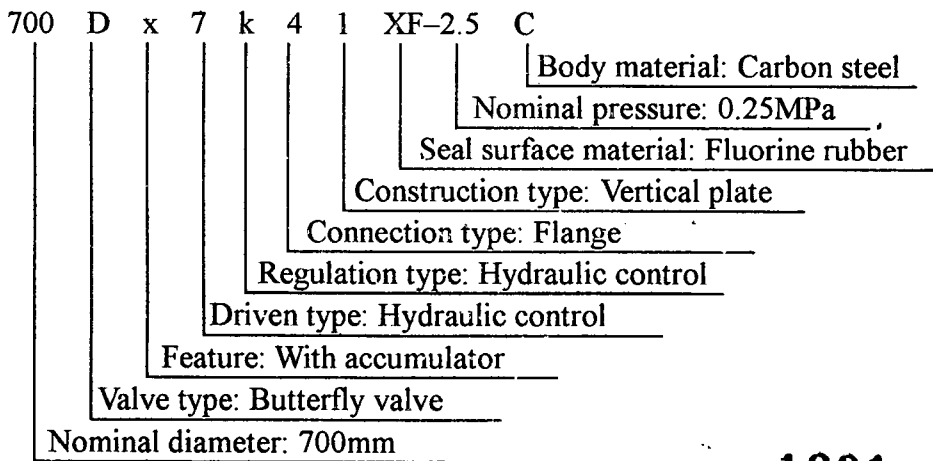 700 D x 7 k 4 1 XF–2.5 C
Body material: Carbon steel
Nominal pressure: 0.25MPa
Seal surface material: Fluorine rubber
Construction type: Vertical plate
Connection type: Flange
Regulation type: Hydraulic control
Driven type: Hydraulic control
Feature: With accumulator
Valve type: Butterfly valve
Nominal diameter: 700mm